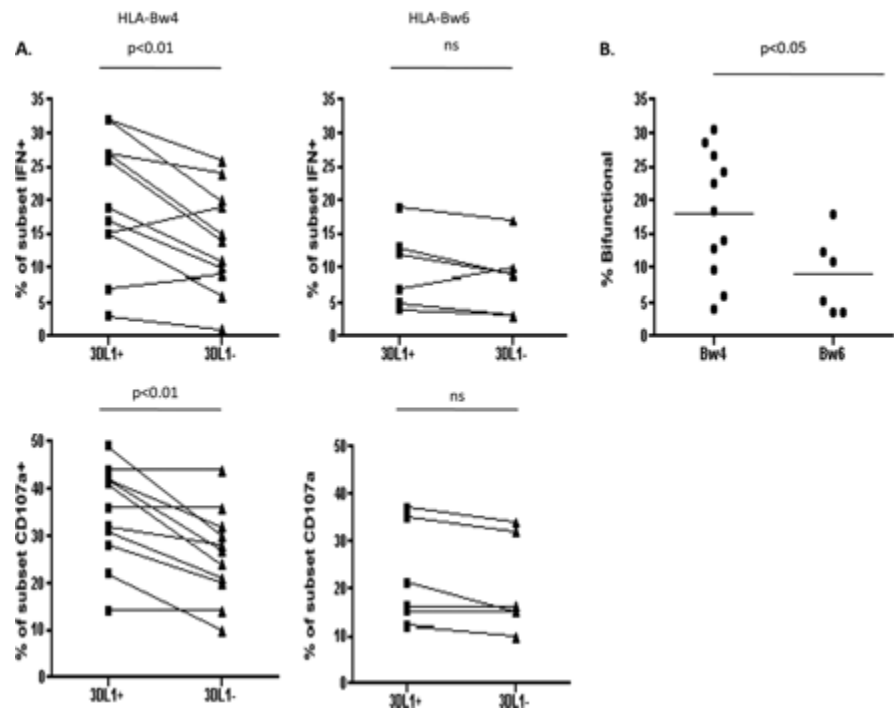 HLA-Bw4
HLA-Bw6
A.
p<0.01
ns
B.
p<0.05
% of subset IFN+
35
30
25
20
15
10
5
0
3DL1+
3DL1-
% of subset IFN+
35
30
25
20
15
10
5
0
3DL1+
3DL1-
% Bifunctional
35
30
25
20
15
10
5
0
Bw4
Bw6
p<0.01
ns
% of subset CD107a+
50
40
30
20
10
0
3DL1+
3DL1-
% of subset CD107a
50
40
30
20
10
0
3DL1+
3DL1-